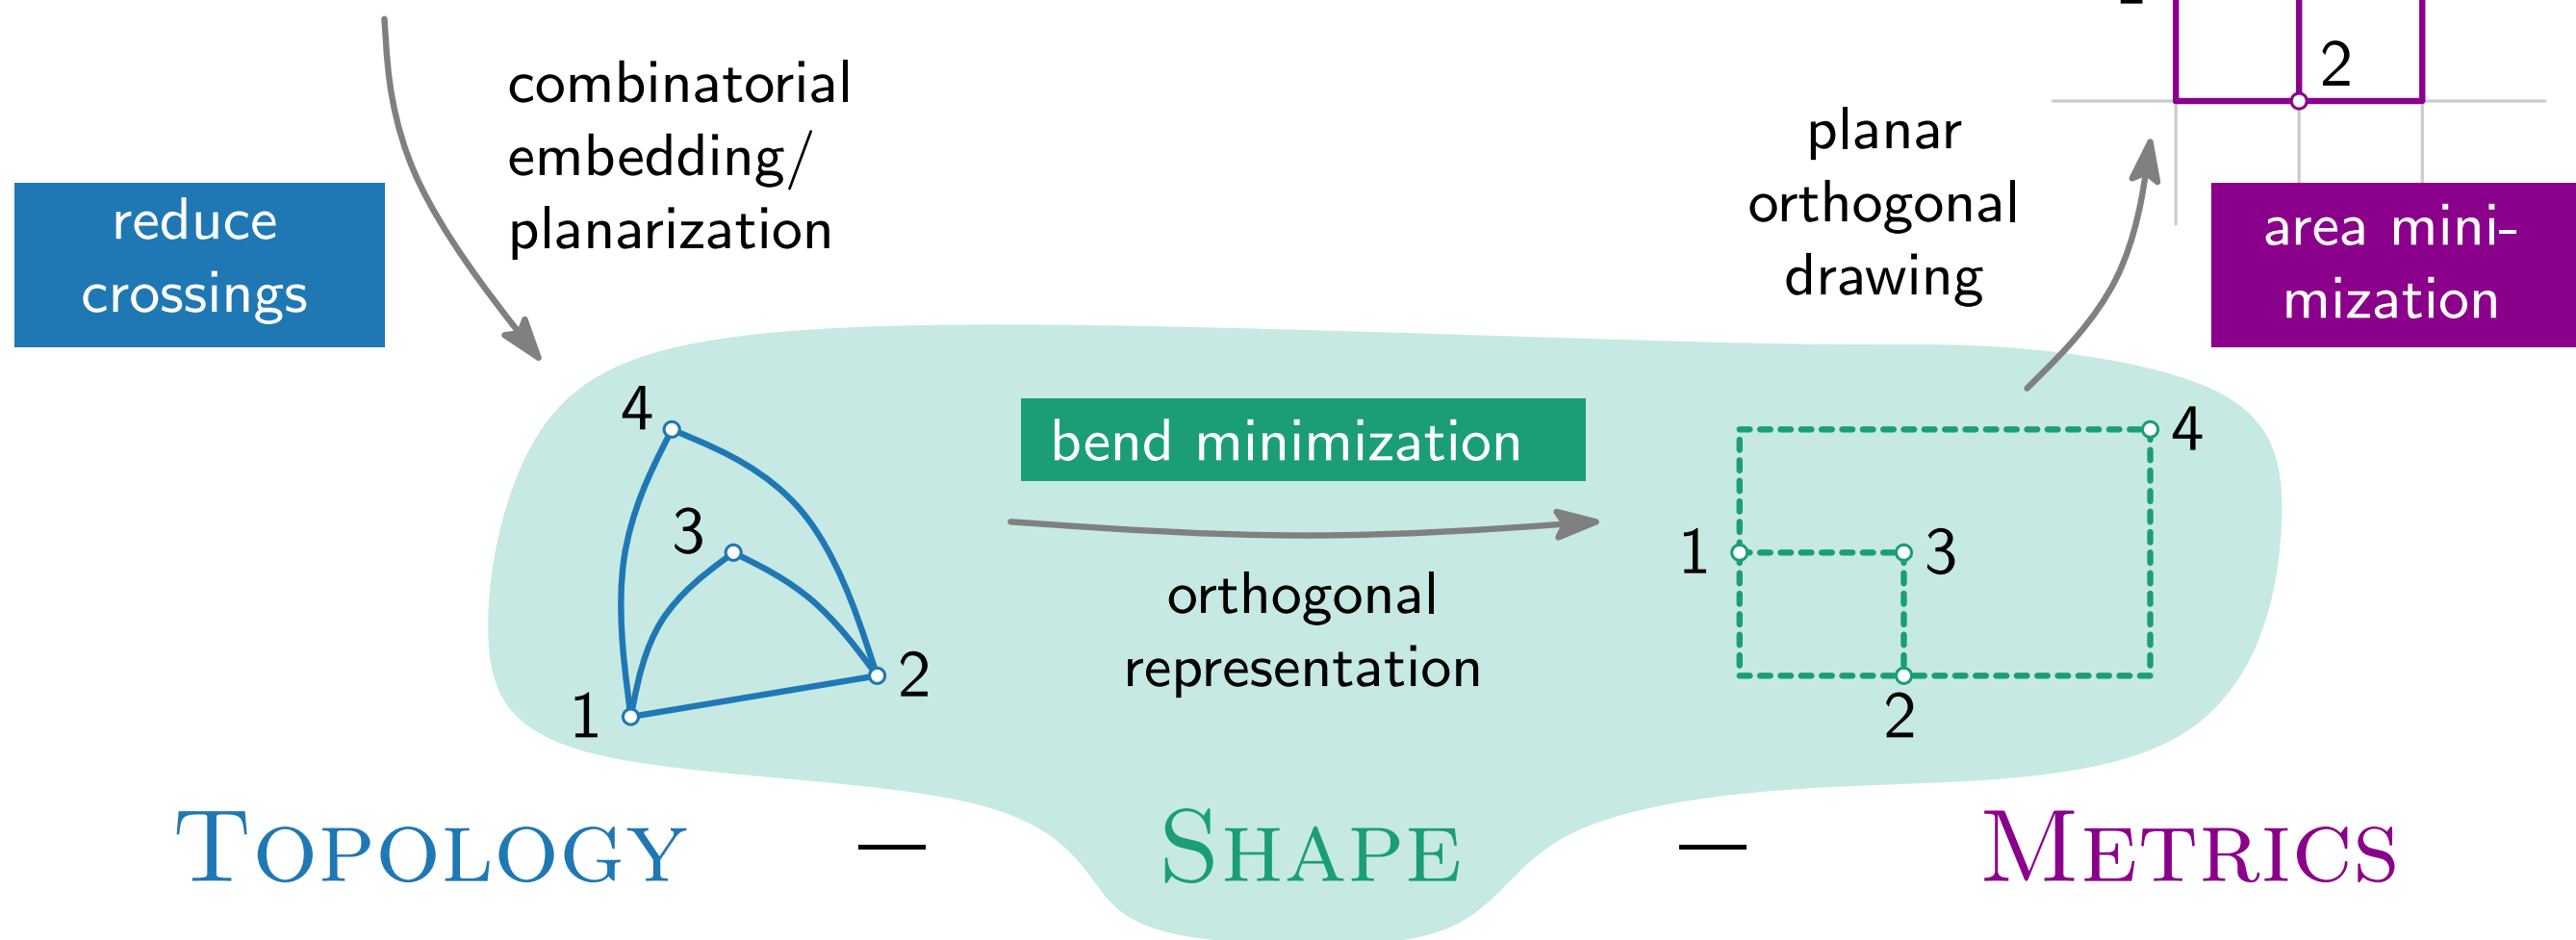 combinatorial
embedding/
planarization
reduce
crossings
2
planar
orthogonal
drawing
area mini-
mization
4
3
1
2
bend minimization
orthogonal
representation
4
1
3
2
TOPOLOGY – SHAPE – METRICS